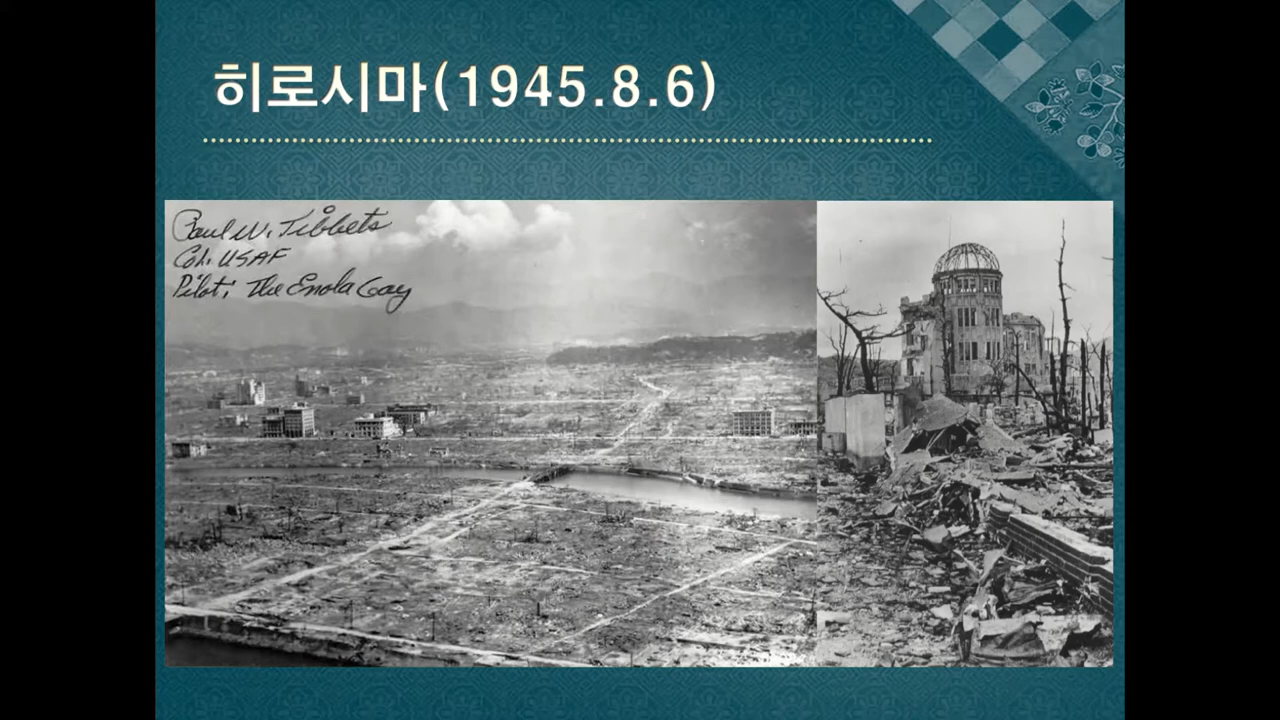 히로시마(1945.8.6)
Paul W. Tibbets
Col. USAF
Pilot: The Enola Gay